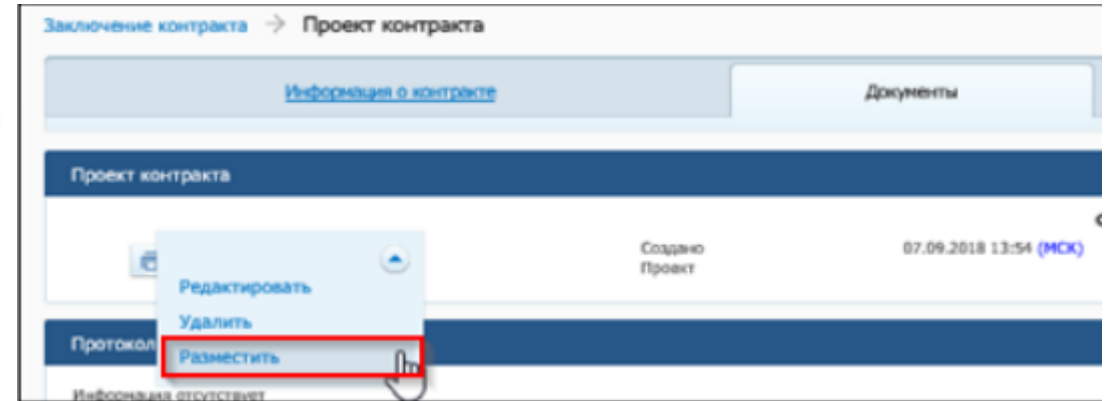 Заключение контракта → Проект контракта
Информация о контракте
Документы
Проект контракта
Создано
Проект
07.09.2018 13:54 (МСК)
Редактировать
Удалить
Протокол
Разместить
Информация отсутствует